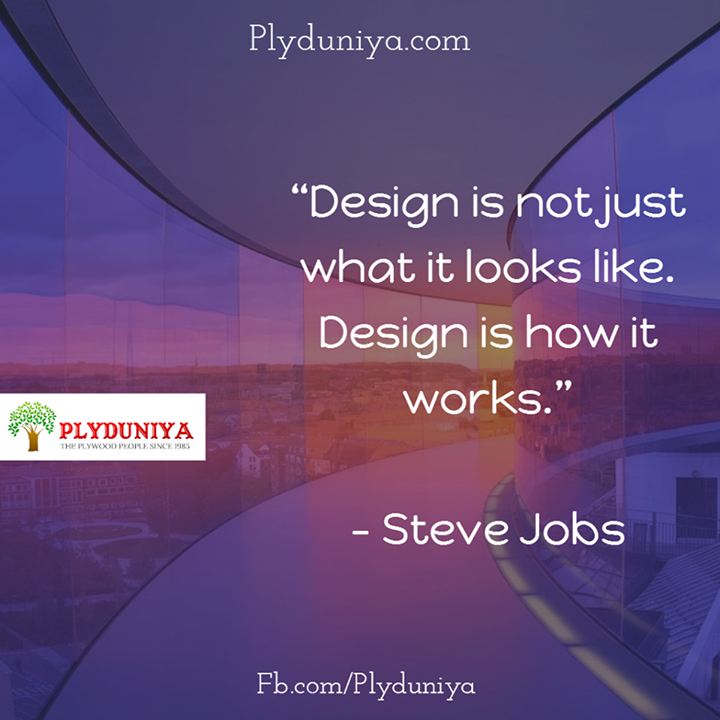 Plyduniya.com
“Design is not just
what it looks like.
Design is how it
works.”
PLYDUNIYA
THE PLYWOOD PEOPLE SINCE 1985
- Steve Jobs
Fb.com/Plyduniya